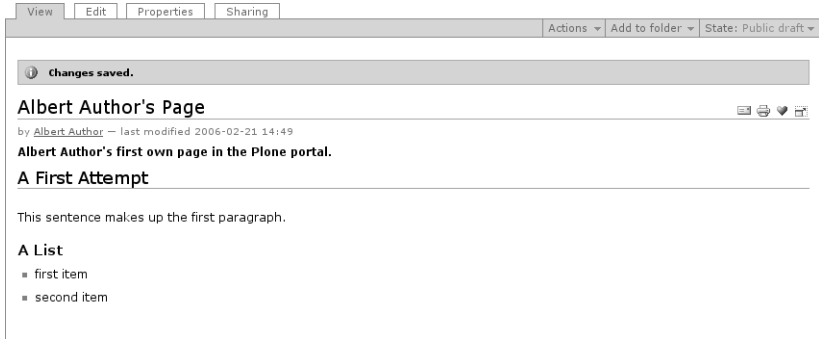 View Edit Properties Sharing
Actions Add to folder State: Public draft
Changes saved.
Albert Author's Page
by Albert Author — last modified 2006-02-21 14:49
Albert Author's first own page in the Plone portal.
A First Attempt
This sentence makes up the first paragraph.
A List
first item
second item